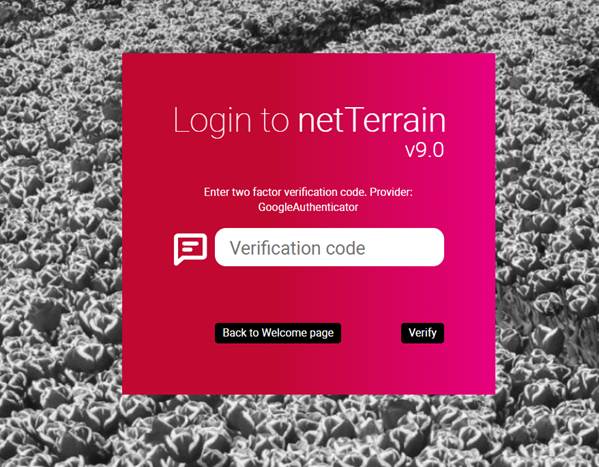 Login to netTerrain
v9.0
Enter two factor verification code. Provider:
GoogleAuthenticator
Verification code
Back to Welcome page
Verify